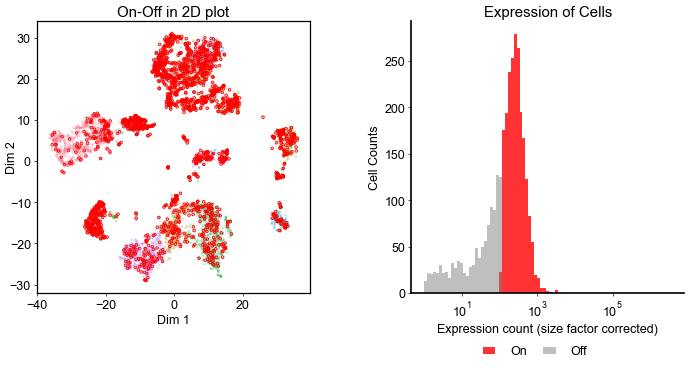 On-Off in 2D plot
30
20
10
0
−10
−20
−30
Dim 2
−40
−20
0
20
Dim 1
Expression of Cells
250
200
150
100
50
0
Cell Counts
10^1
10^3
10^5
Expression count (size factor corrected)
On
Off